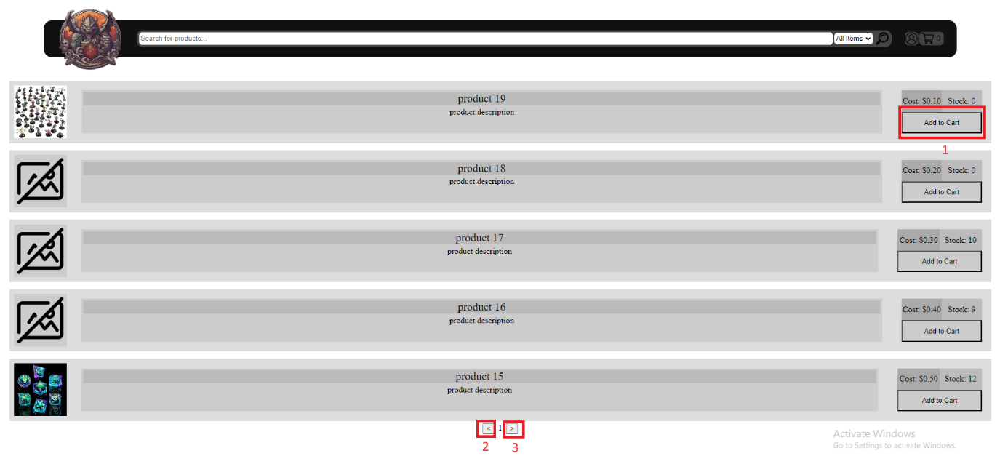 Search for products...
All Items
0
product 19
product description
Cost: $0.10 Stock: 0
Add to Cart
1
product 18
product description
Cost: $0.20 Stock: 0
Add to Cart
product 17
product description
Cost: $0.30 Stock: 10
Add to Cart
product 16
product description
Cost: $0.40 Stock: 9
Add to Cart
product 15
product description
Cost: $0.50 Stock: 12
Add to Cart
< 1 >
2 3
Activate Windows
Go to Settings to activate Windows.